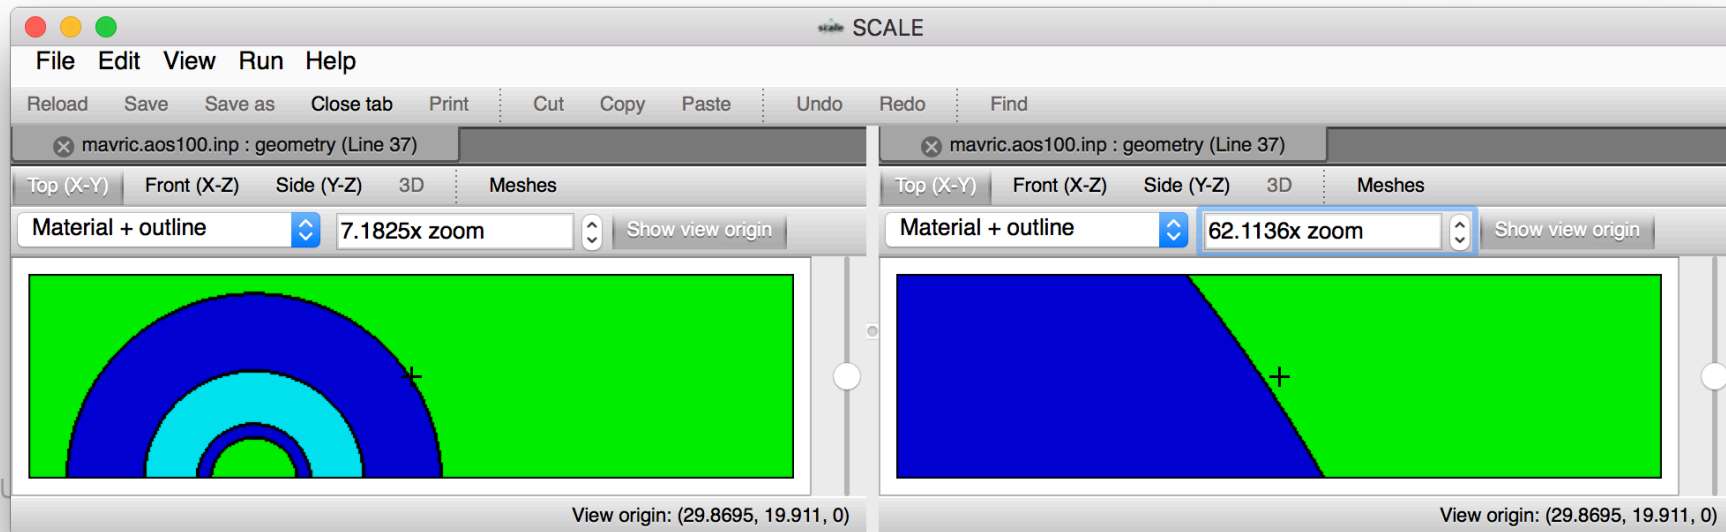 scale SCALE
File Edit View Run Help
Reload Save Save as Close tab Print Cut Copy Paste Undo Redo Find
mavric.aos100.inp : geometry (Line 37) mavric.aos100.inp : geometry (Line 37)
Top (X-Y) Front (X-Z) Side (Y-Z) 3D Meshes Top (X-Y) Front (X-Z) Side (Y-Z) 3D Meshes
Material + outline 7.1825x zoom Show view origin Material + outline 62.1136x zoom Show view origin
View origin: (29.8695, 19.911, 0) View origin: (29.8695, 19.911, 0)